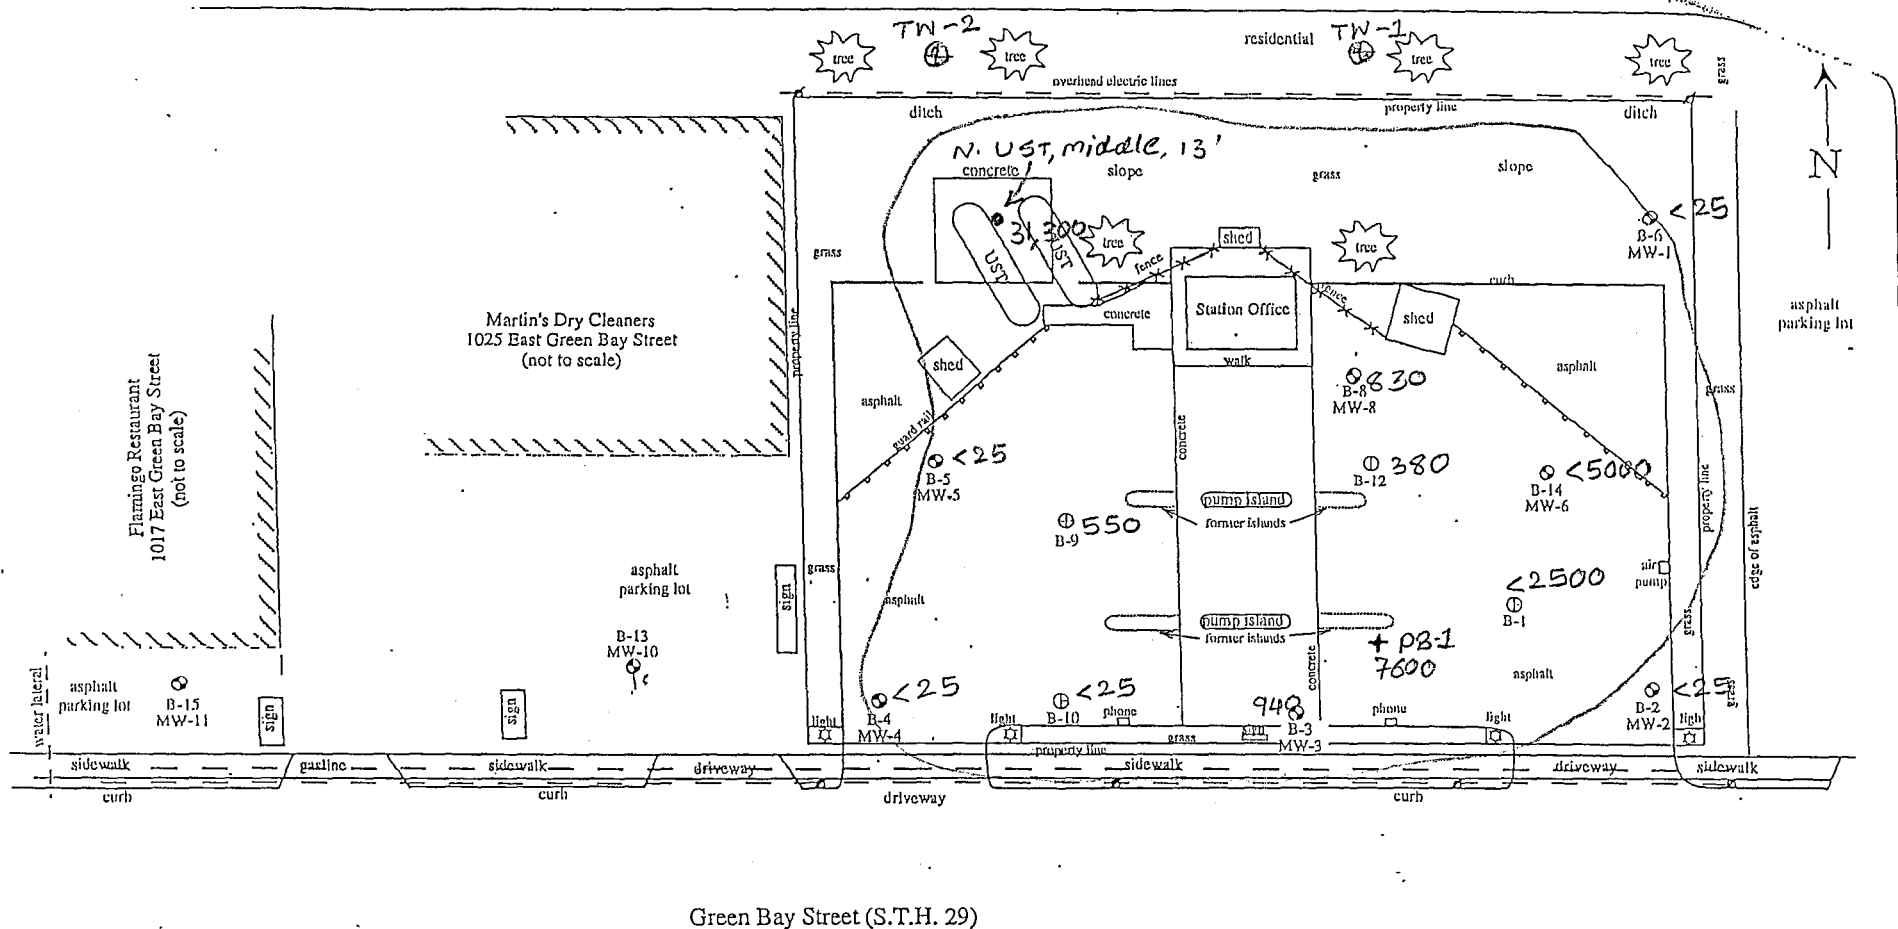 TW-2
TW-1
tree
tree
residential
tree
tree
grass
overhead electric lines
ditch
property line
ditch
N
N. UST, middle, 13'
concrete
slope
grass
slope
31,300
UST
UST
tree
shed
tree
<25
B-6
MW-1
grass
fence
fence
curb
concrete
Station Office
shed
asphalt
parking lot
walk
Martin's Dry Cleaners
1025 East Green Bay Street
(not to scale)
property line
shed
asphalt
guard rail
asphalt
grass
830
B-8
MW-8
Flamingo Restaurant
1017 East Green Bay Street
(not to scale)
<25
B-5
MW-5
concrete
380
B-12
<5000
B-14
MW-6
property line
edge of asphalt
pump island
former islands
550
B-9
grass
asphalt
parking lot
sign
asphalt
air
pump
<2500
B-1
grass
pump island
former islands
+ PB-1
7600
concrete
B-13
MW-10
asphalt
water lateral
asphalt
parking lot
B-15
MW-11
sign
sign
light
<25
B-4
MW-4
light
<25
B-10
phone
940
B-3
MW-3
sign
grass
phone
light
<25
B-2
MW-2
light
grass
property line
sidewalk
gasline
sidewalk
driveway
sidewalk
driveway
sidewalk
curb
curb
driveway
curb
Green Bay Street (S.T.H. 29)